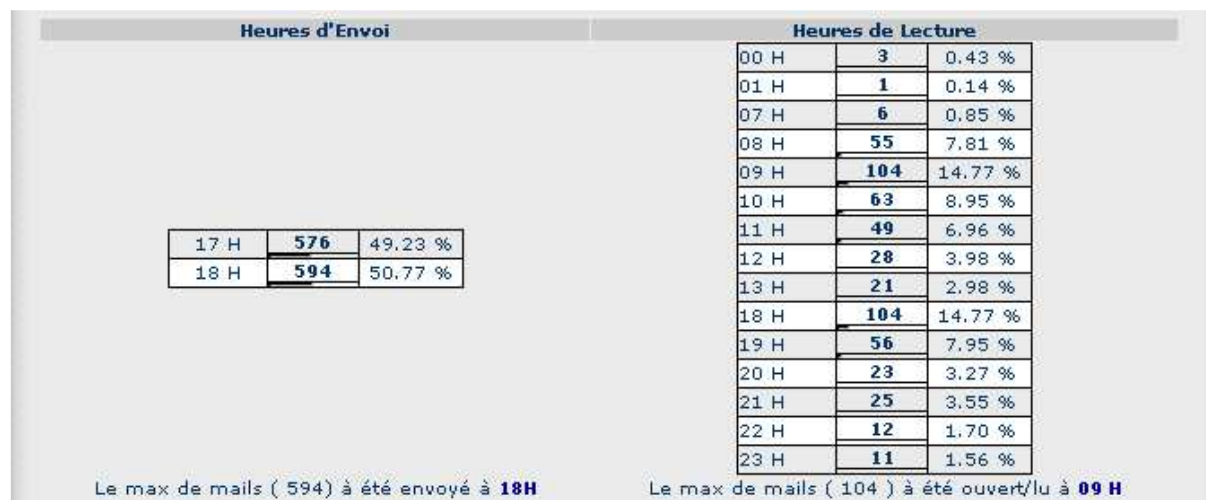 Heures d'Envoi
17 H 576 49.23 %
18 H 594 50.77 %
Le max de mails ( 594) à été envoyé à 18H
Heures de Lecture
00 H 3 0.43 %
01 H 1 0.14 %
07 H 6 0.85 %
08 H 55 7.81 %
09 H 104 14.77 %
10 H 63 8.95 %
11 H 49 6.96 %
12 H 28 3.98 %
13 H 21 2.98 %
18 H 104 14.77 %
19 H 56 7.95 %
20 H 23 3.27 %
21 H 25 3.55 %
22 H 12 1.70 %
23 H 11 1.56 %
Le max de mails ( 104 ) à été ouvert/lu à 09 H